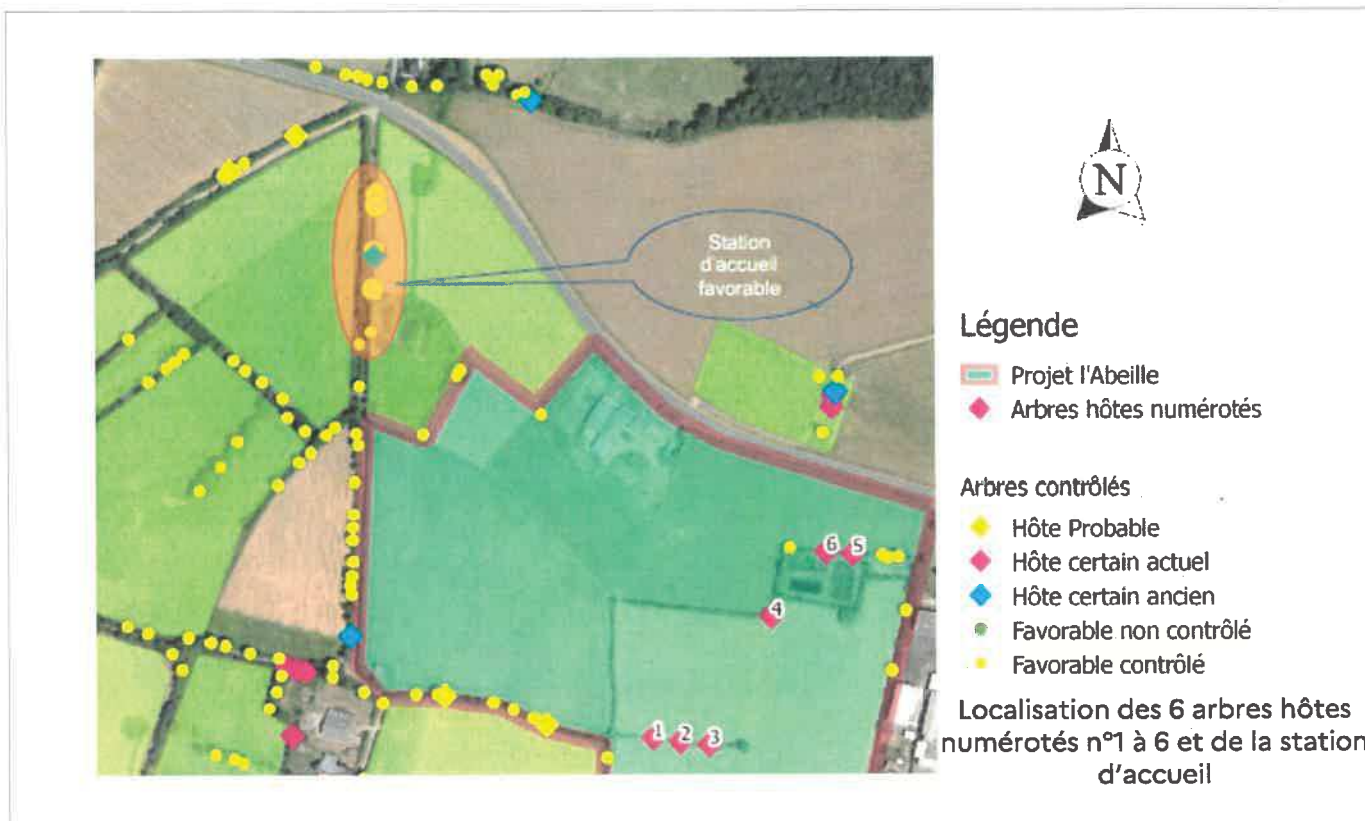 Station
d'accueil
favorable
6 5
4
1 2 3
N
Légende
Projet l'Abeille
Arbres hôtes numérotés
Arbres contrôlés
Hôte Probable
Hôte certain actuel
Hôte certain ancien
Favorable non contrôlé
Favorable contrôlé
Localisation des 6 arbres hôtes
numérotés n°1 à 6 et de la station
d'accueil